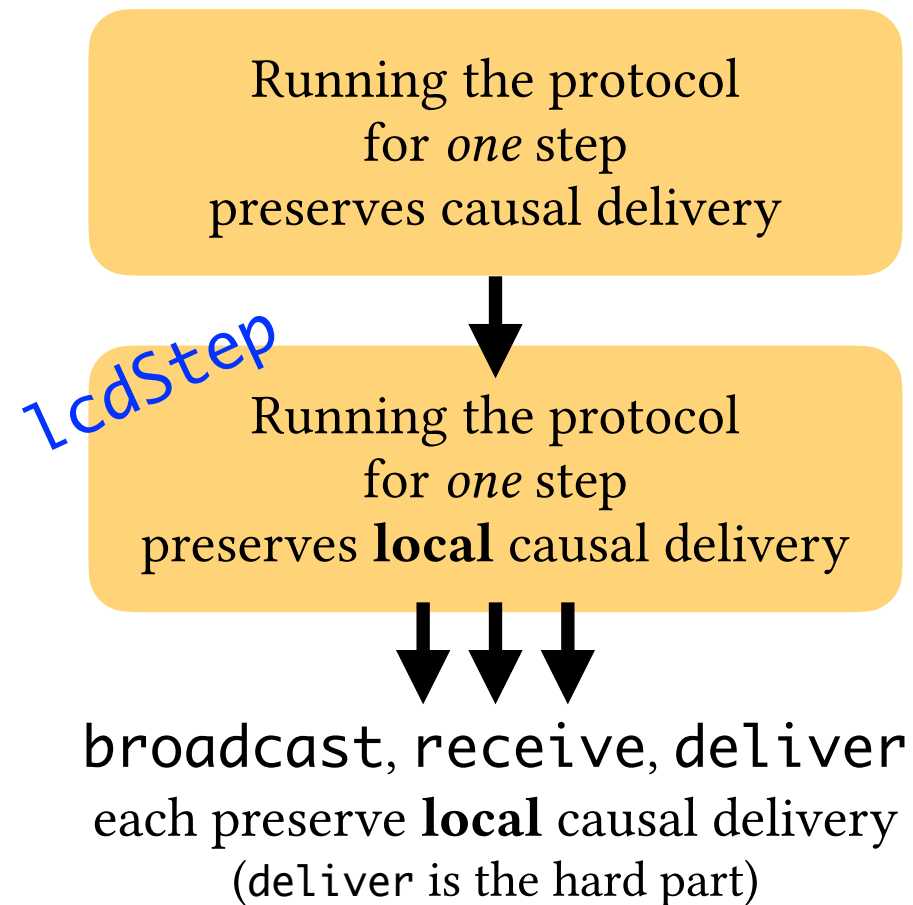 Running the protocol
for one step
preserves causal delivery
lcdStep
Running the protocol
for one step
preserves local causal delivery
broadcast, receive, deliver
each preserve local causal delivery
(deliver is the hard part)